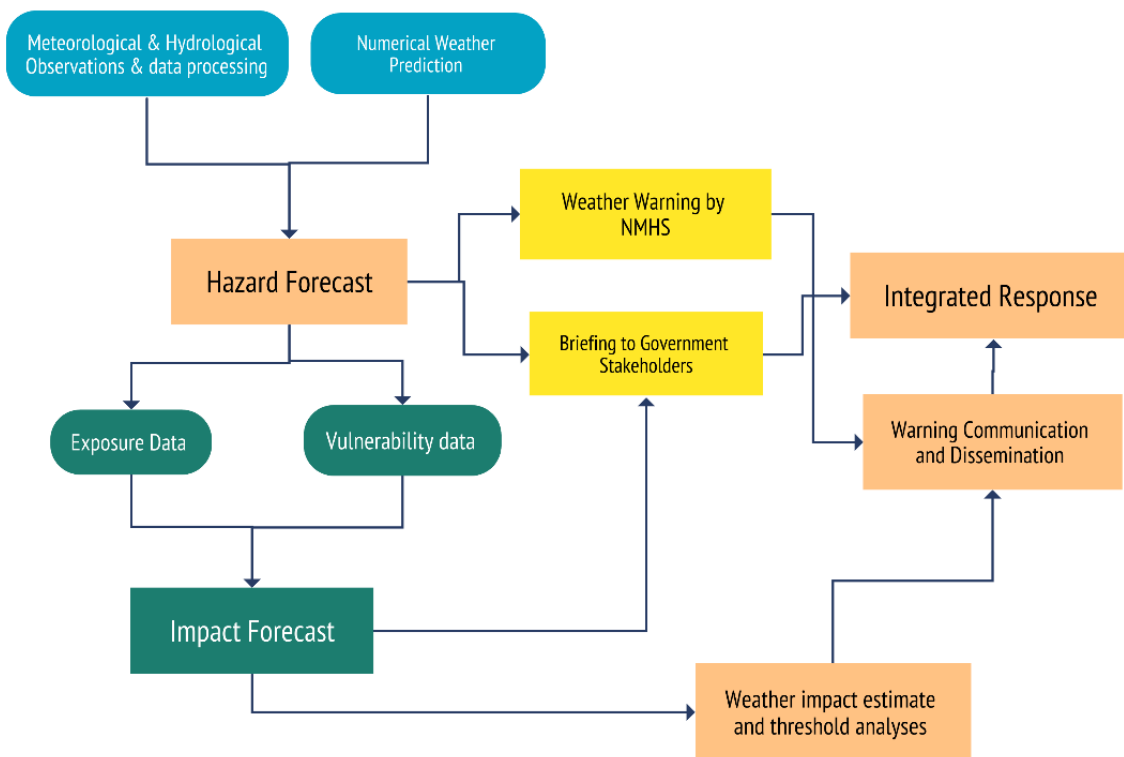 Meteorological & Hydrological
Observations & data processing
Numerical Weather
Prediction
Weather Warning by
NMHS
Hazard Forecast
Integrated Response
Briefing to Government
Stakeholders
Exposure Data
Vulnerability data
Warning Communication
and Dissemination
Impact Forecast
Weather impact estimate
and threshold analyses